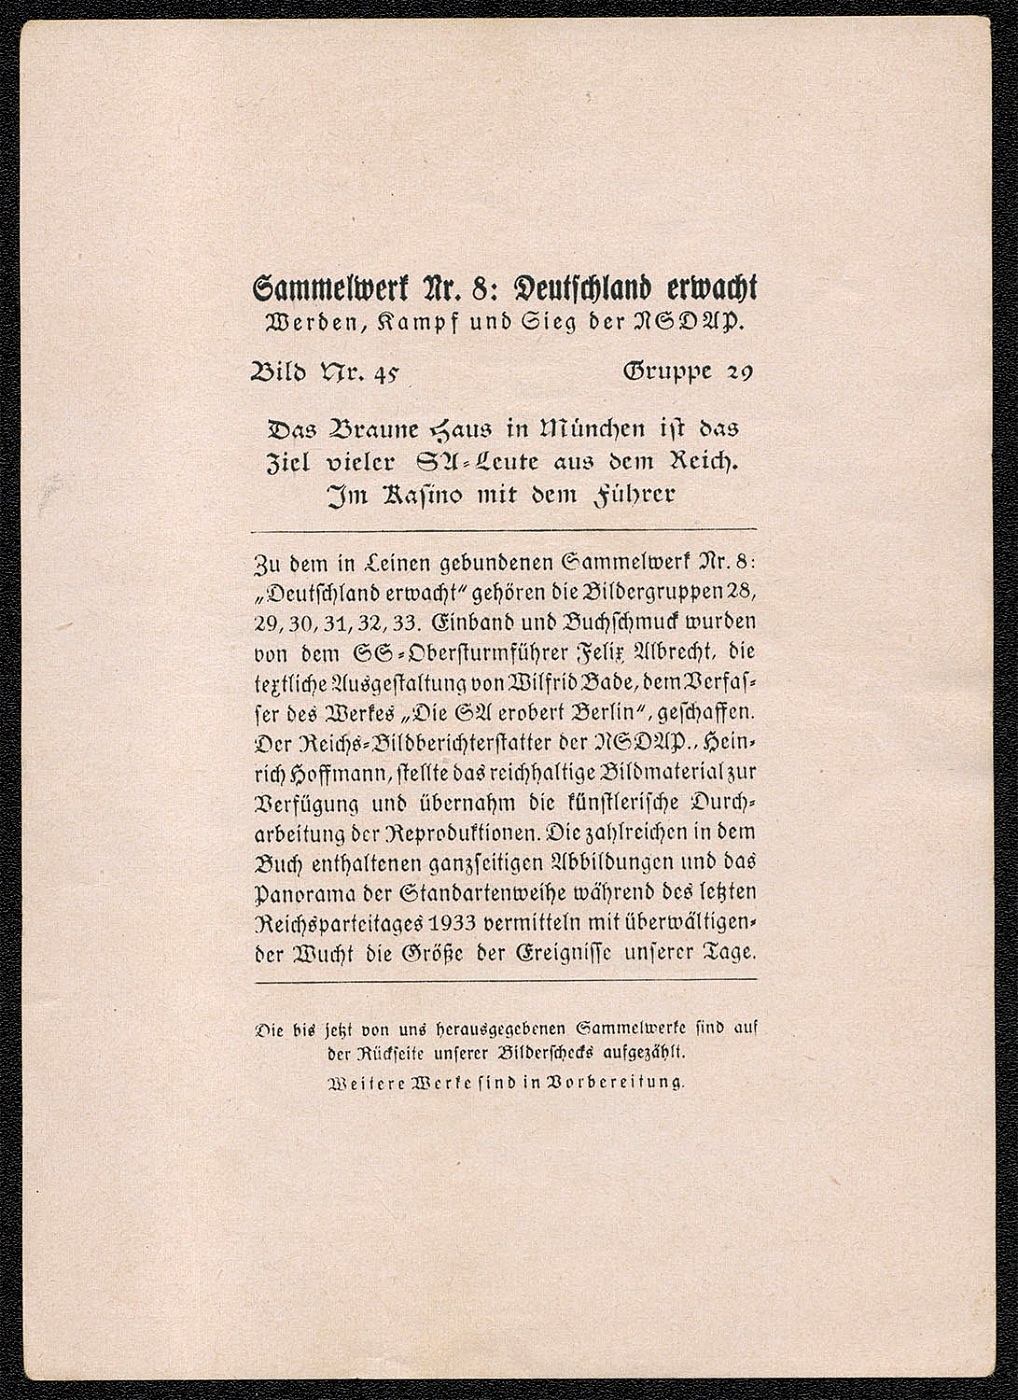 Sammelwerk Nr. 8: Deutschland erwacht
Werden, Kampf und Sieg der NSDAP.
Bild Nr. 45 Gruppe 29
Das Braune Haus in München ist das
Ziel vieler SA-Leute aus dem Reich.
Im Kasino mit dem Führer
Zu dem in Leinen gebundenen Sammelwerk Nr. 8:
„Deutschland erwacht“ gehören die Bildergruppen 28,
29, 30, 31, 32, 33. Einband und Buchschmuck wurden
von dem SS-Obersturmführer Felix Albrecht, die
textliche Ausgestaltung von Wilfrid Bade, dem Verfas-
ser des Werkes „Die SA erobert Berlin“, geschaffen.
Der Reichs-Bildberichterstatter der NSDAP., Hein-
rich Hoffmann, stellte das reichhaltige Bildmaterial zur
Verfügung und übernahm die künstlerische Durch-
arbeitung der Reproduktionen. Die zahlreichen in dem
Buch enthaltenen ganzseitigen Abbildungen und das
Panorama der Standartenweihe während des letzten
Reichsparteitages 1933 vermitteln mit überwältigen-
der Wucht die Größe der Ereignisse unserer Tage.
Die bis jetzt von uns herausgegebenen Sammelwerke sind auf
der Rückseite unserer Bilderschecks aufgezählt.
Weitere Werke sind in Vorbereitung.